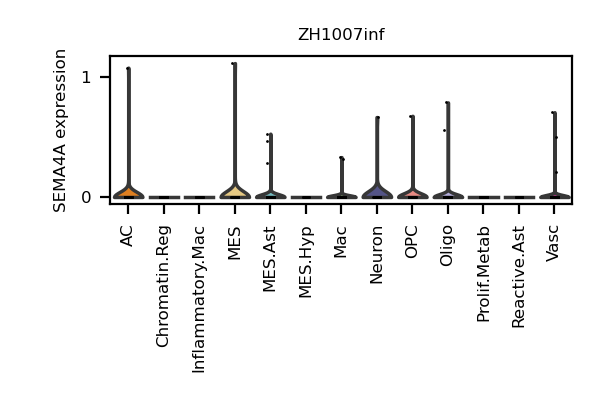 ZH1007inf
SEMA4A expression
1
0
AC
Chromatin.Reg
Inflammatory.Mac
MES
MES.Ast
MES.Hyp
Mac
Neuron
OPC
Oligo
Prolif.Metab
Reactive.Ast
Vasc